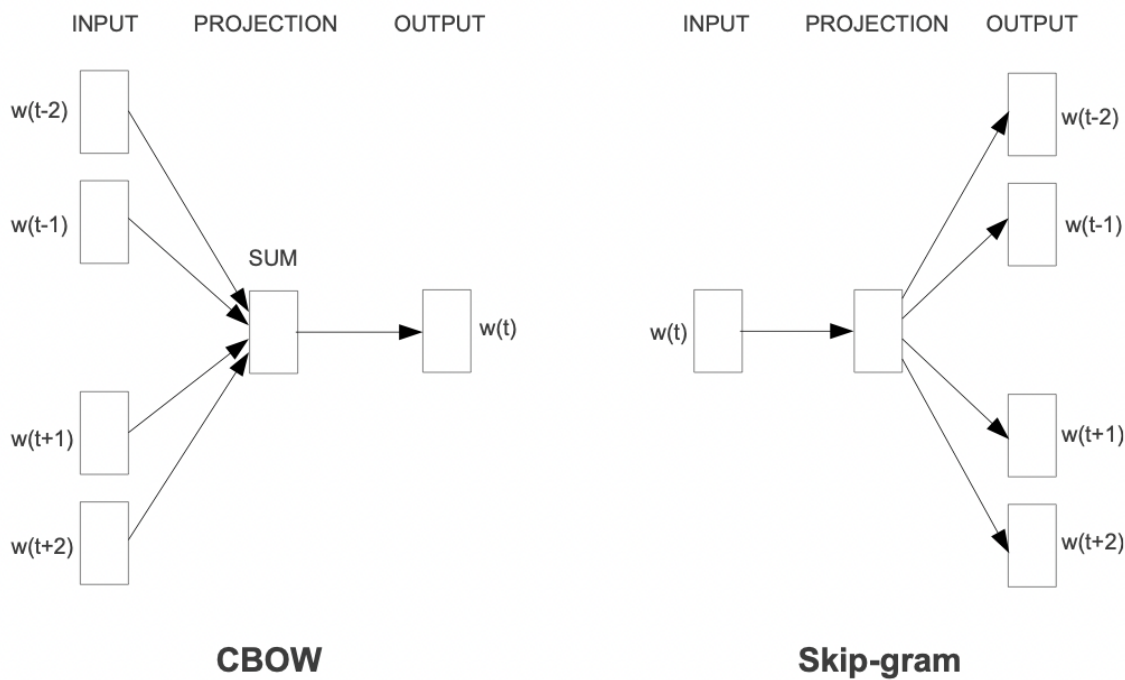 INPUT PROJECTION OUTPUT
w(t-2)
w(t-1)
SUM
w(t)
w(t+1)
w(t+2)
CBOW
INPUT PROJECTION OUTPUT
w(t-2)
w(t-1)
w(t)
w(t+1)
w(t+2)
Skip-gram